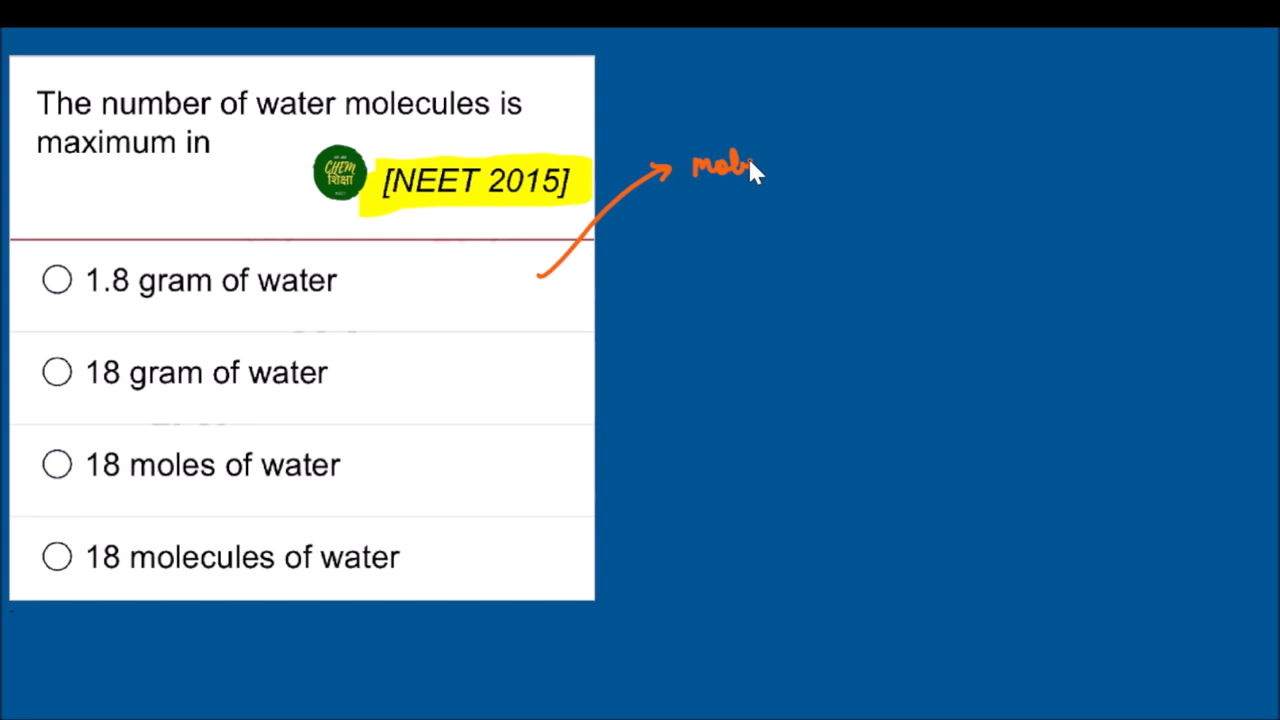 The number of water molecules is
maximum in
CHEM
शिक्षा
[NEET 2015]
1.8 gram of water
18 gram of water
18 moles of water
18 molecules of water